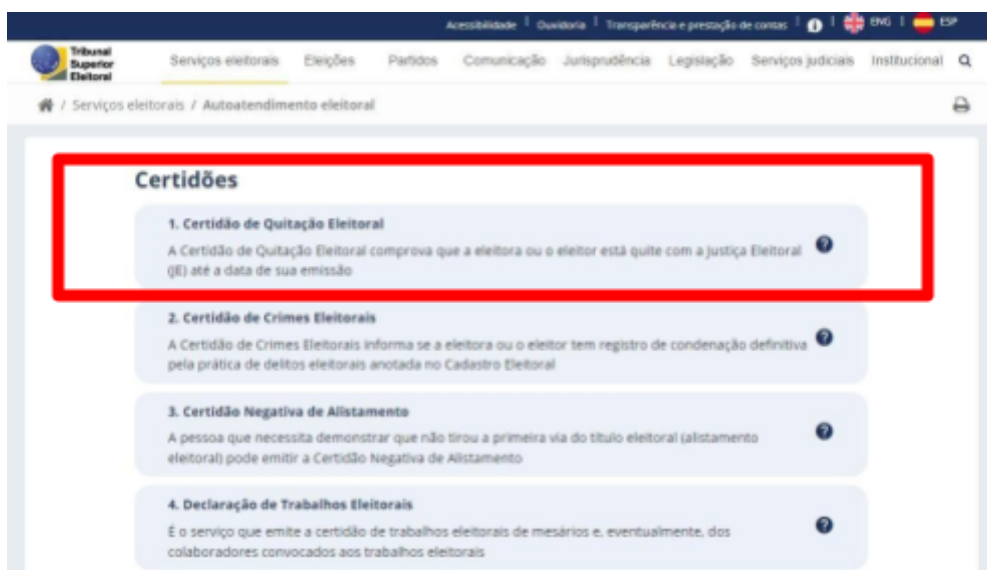 Acessibilidade | Ouvidoria | Transparência e prestação de contas | ENG | ESP
Tribunal Superior Eleitoral
Serviços eleitorais Eleições Partidos Comunicação Jurisprudência Legislação Serviços judiciais Institucional
/ Serviços eleitorais / Autoatendimento eleitoral
Certidões
1. Certidão de Quitação Eleitoral
A Certidão de Quitação Eleitoral comprova que a eleitora ou o eleitor está quite com a Justiça Eleitoral
(JE) até a data de sua emissão
2. Certidão de Crimes Eleitorais
A Certidão de Crimes Eleitorais informa se a eleitora ou o eleitor tem registro de condenação definitiva
pela prática de delitos eleitorais anotada no Cadastro Eleitoral
3. Certidão Negativa de Alistamento
A pessoa que necessita demonstrar que não tirou a primeira via do título eleitoral (alistamento
eleitoral) pode emitir a Certidão Negativa de Alistamento
4. Declaração de Trabalhos Eleitorais
É o serviço que emite a certidão de trabalhos eleitorais de mesários e, eventualmente, dos
colaboradores convocados aos trabalhos eleitorais